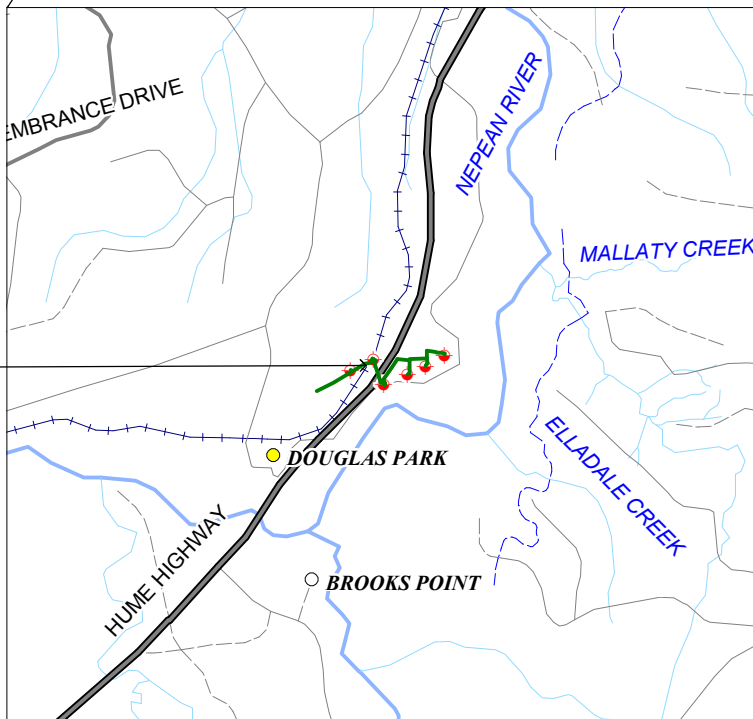 EMBRANCE DRIVE
NEPEAN RIVER
MALLATY CREEK
DOUGLAS PARK
ELLADALE CREEK
HUME HIGHWAY
BROOKS POINT